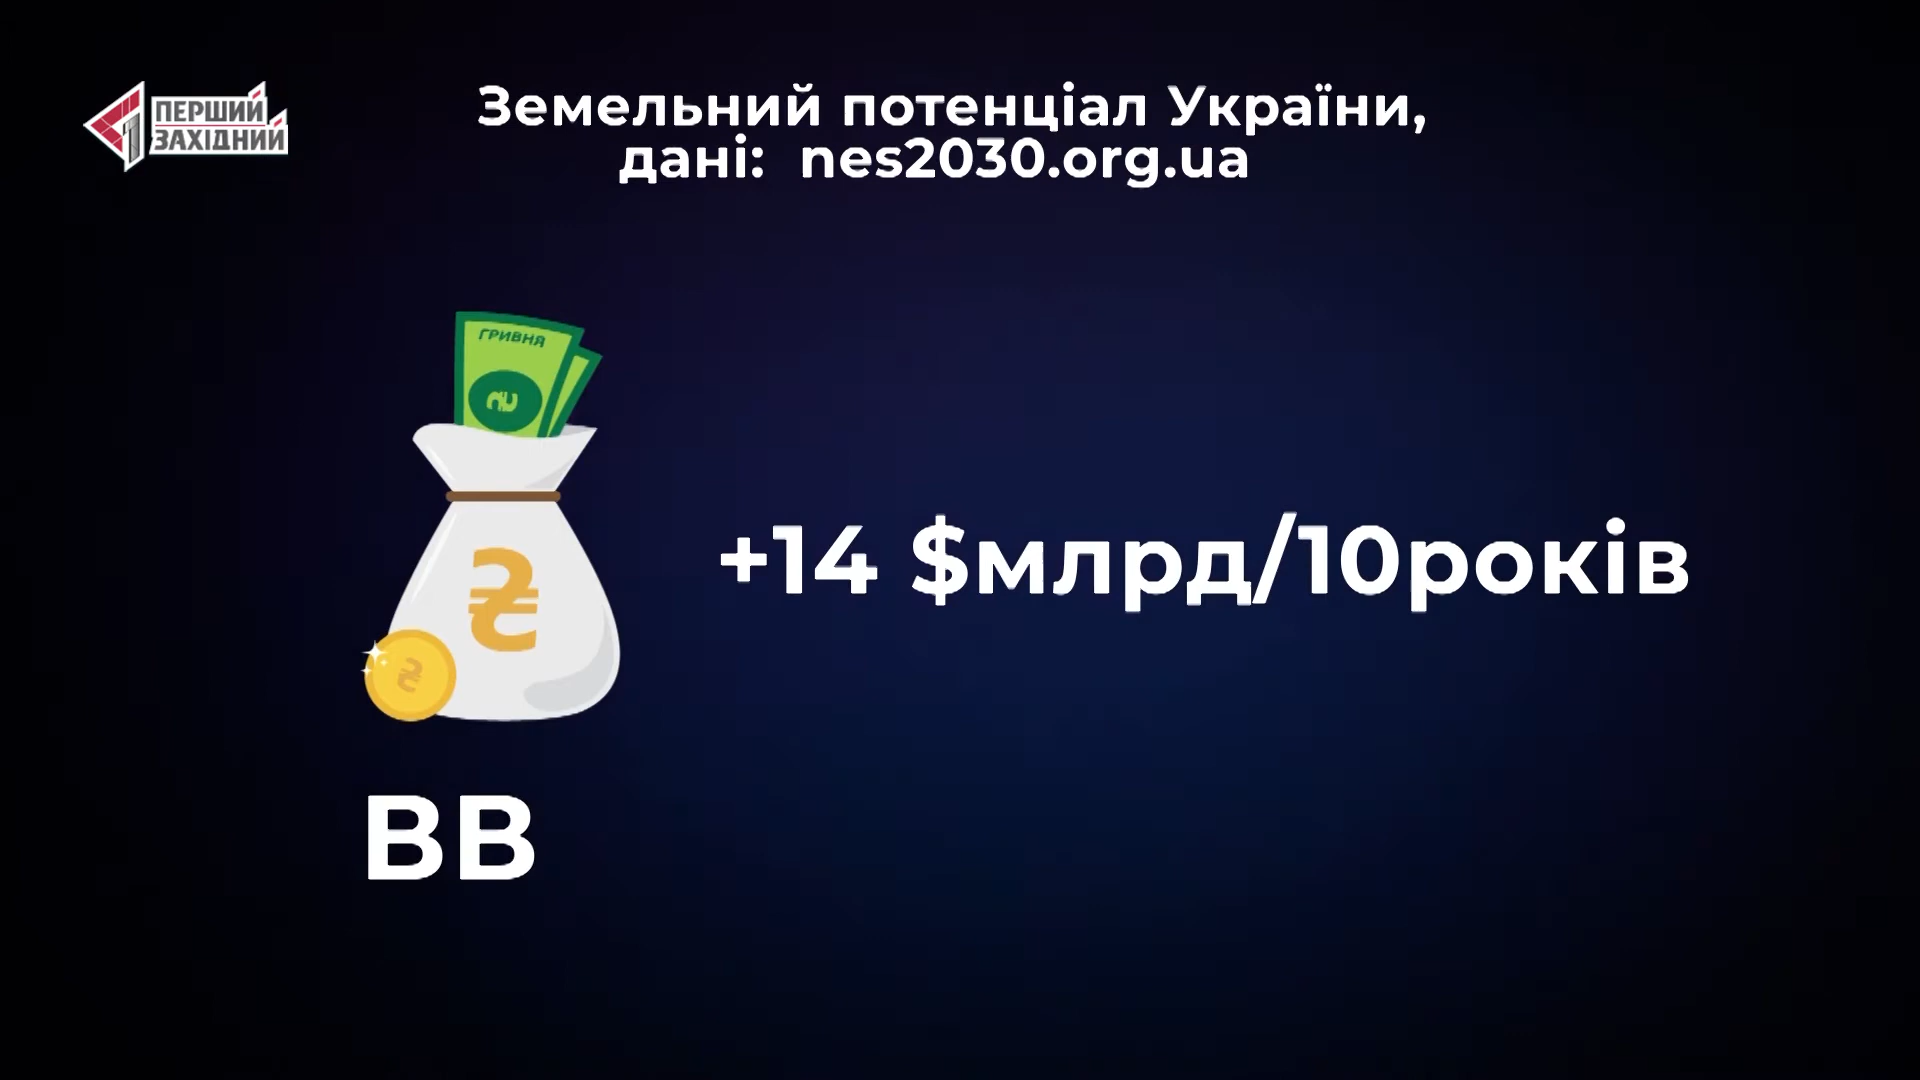 ПЕРШИЙ
ЗАХІДНИЙ
Земельний потенціал України,
дані: nes2030.org.ua
ГРИВНЯ
₴
₴
₴
+14 $млрд/10років
ВВ